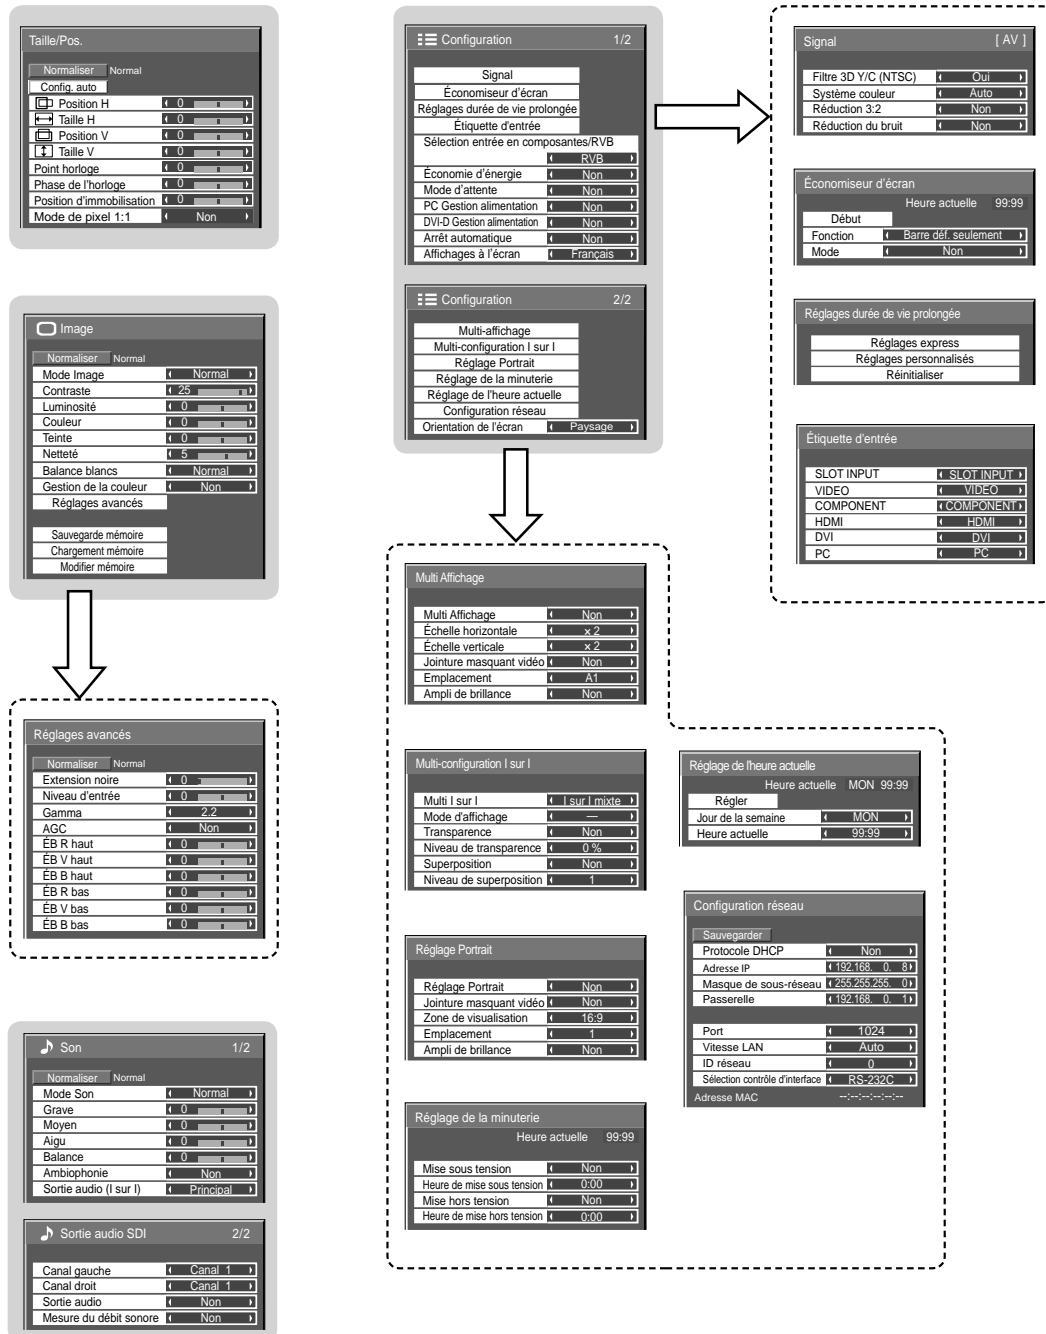 Taille/Pos.
Normaliser Normal
Config. auto
Position H 0
Taille H 0
Position V 0
Taille V 0
Point horloge 0
Phase de l'horloge 0
Position d'immobilisation 0
Mode de pixel 1:1 Non
Image
Normaliser Normal
Mode Image Normal
Contraste 25
Luminosité 0
Couleur 0
Teinte 0
Netteté 5
Balance blancs Normal
Gestion de la couleur Non
Réglages avancés
Sauvegarde mémoire
Chargement mémoire
Modifier mémoire
Réglages avancés
Normaliser Normal
Extension noire 0
Niveau d'entrée 0
Gamma 2.2
AGC Non
ÉB R haut 0
ÉB V haut 0
ÉB B haut 0
ÉB R bas 0
ÉB V bas 0
ÉB B bas 0
Son 1/2
Normaliser Normal
Mode Son Normal
Grave 0
Moyen 0
Aigu 0
Balance 0
Ambiophonie Non
Sortie audio (I sur I) Principal
Sortie audio SDI 2/2
Canal gauche Canal 1
Canal droit Canal 1
Sortie audio Non
Mesure du débit sonore Non
Configuration 1/2
Signal
Économiseur d'écran
Réglages durée de vie prolongée
Étiquette d'entrée
Sélection entrée en composantes/RVB
RVB
Économie d'énergie Non
Mode d'attente Non
PC Gestion alimentation Non
DVI-D Gestion alimentation Non
Arrêt automatique Non
Affichages à l'écran Français
Configuration 2/2
Multi-affichage
Multi-configuration I sur I
Réglage Portrait
Réglage de la minuterie
Réglage de l'heure actuelle
Configuration réseau
Orientation de l'écran Paysage
Multi Affichage
Multi Affichage Non
Échelle horizontale × 2
Échelle verticale × 2
Jointure masquant vidéo Non
Emplacement A1
Ampli de brillance Non
Multi-configuration I sur I
Multi I sur I I sur I mixte
Mode d'affichage —
Transparence Non
Niveau de transparence 0 %
Superposition Non
Niveau de superposition 1
Réglage Portrait
Réglage Portrait Non
Jointure masquant vidéo Non
Zone de visualisation 16:9
Emplacement 1
Ampli de brillance Non
Réglage de la minuterie
Heure actuelle 99:99
Mise sous tension Non
Heure de mise sous tension 0:00
Mise hors tension Non
Heure de mise hors tension 0:00
Réglage de l'heure actuelle
Heure actuelle MON 99:99
Régler
Jour de la semaine MON
Heure actuelle 99:99
Configuration réseau
Sauvegarder
Protocole DHCP Non
Adresse IP 192.168. 0. 8
Masque de sous-réseau 255.255.255. 0
Passerelle 192.168. 0. 1
Port 1024
Vitesse LAN Auto
ID réseau 0
Sélection contrôle d'interface RS-232C
Adresse MAC --:--:--:--:--:--
Signal [ AV ]
Filtre 3D Y/C (NTSC) Oui
Système couleur Auto
Réduction 3:2 Non
Réduction du bruit Non
Économiseur d'écran
Heure actuelle 99:99
Début
Fonction Barre déf. seulement
Mode Non
Réglages durée de vie prolongée
Réglages express
Réglages personnalisés
Réinitialiser
Étiquette d'entrée
SLOT INPUT SLOT INPUT
VIDEO VIDEO
COMPONENT COMPONENT
HDMI HDMI
DVI DVI
PC PC